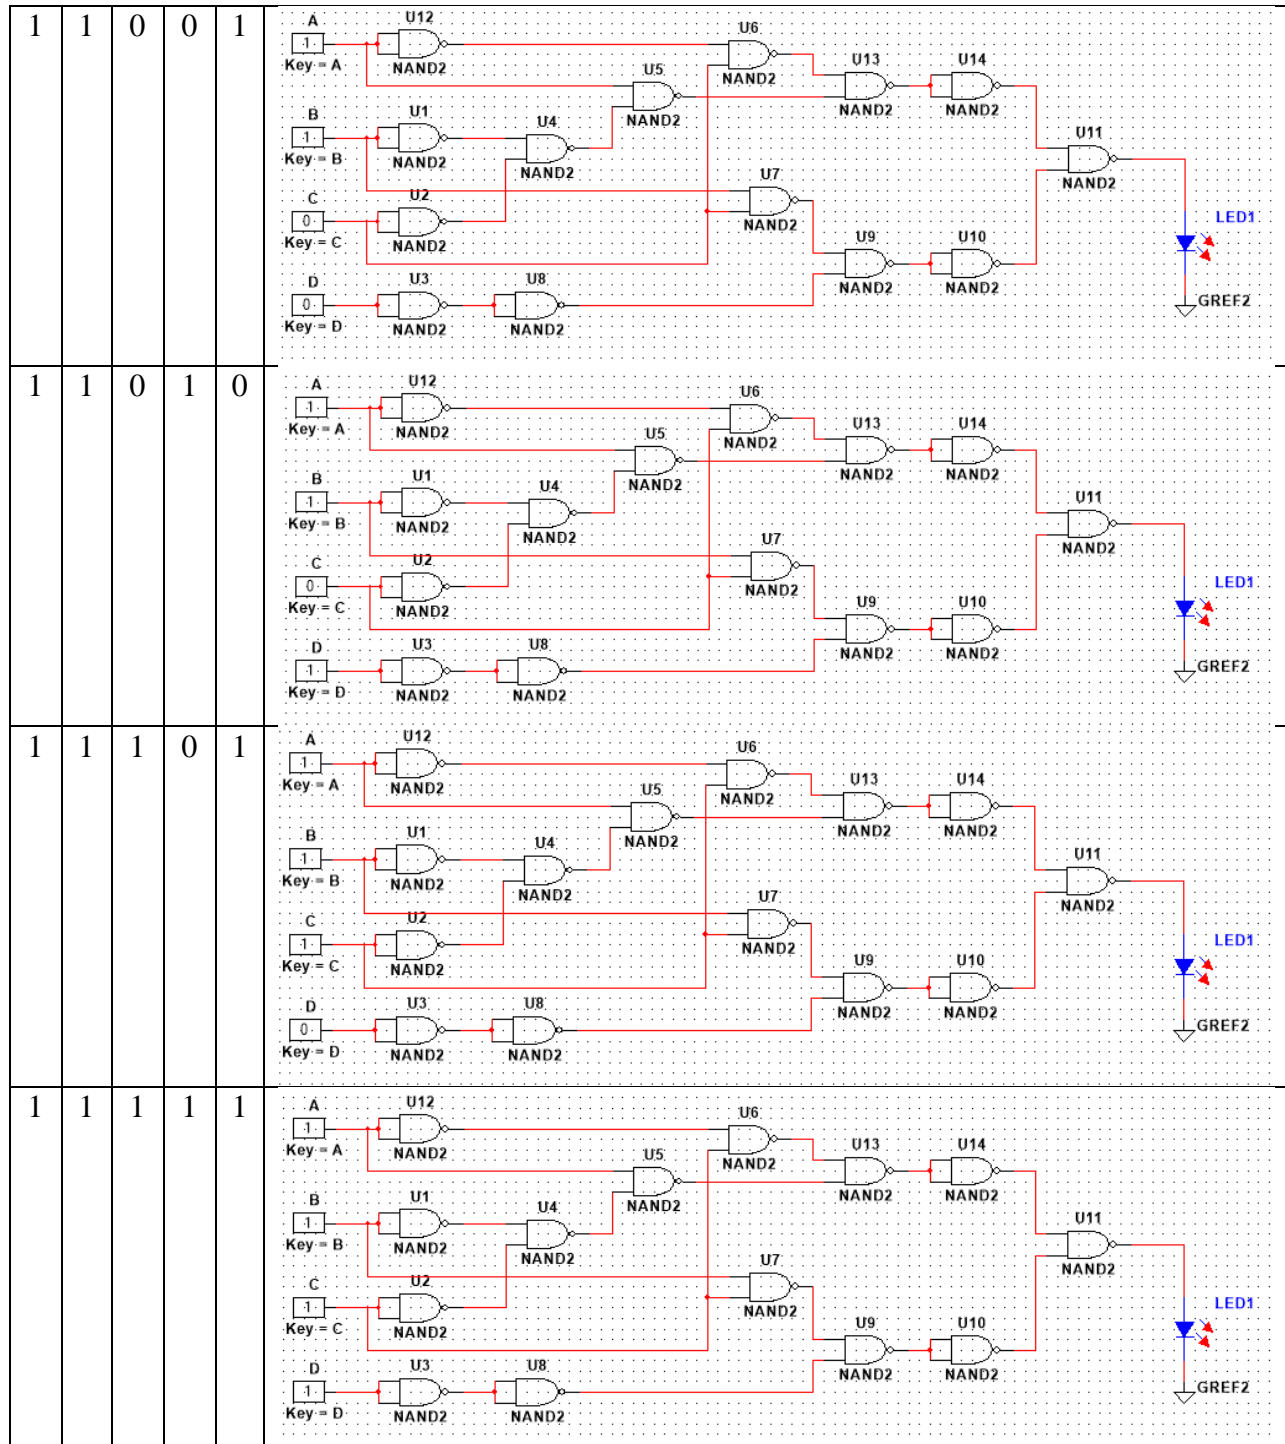 1 1 0 0 1
A U12 U6
1 U13 U14
Key = A NAND2 U5 NAND2
B U1 U4 NAND2 NAND2 NAND2 U11
1
Key = B NAND2 NAND2 U7 NAND2
C U2
0 LED1
Key = C NAND2 NAND2 U9 U10
D U3 U8
0 NAND2 NAND2 GREF2
Key = D NAND2 NAND2
1 1 0 1 0
A U12 U6
1 U13 U14
Key = A NAND2 U5 NAND2
B U1 U4 NAND2 NAND2 NAND2 U11
1
Key = B NAND2 NAND2 U7 NAND2
C U2
0 LED1
Key = C NAND2 NAND2 U9 U10
D U3 U8
1 NAND2 NAND2 GREF2
Key = D NAND2 NAND2
1 1 1 0 1
A U12 U6
1 U13 U14
Key = A NAND2 U5 NAND2
B U1 U4 NAND2 NAND2 NAND2 U11
1
Key = B NAND2 NAND2 U7 NAND2
C U2
1 LED1
Key = C NAND2 NAND2 U9 U10
D U3 U8
0 NAND2 NAND2 GREF2
Key = D NAND2 NAND2
1 1 1 1 1
A U12 U6
1 U13 U14
Key = A NAND2 U5 NAND2
B U1 U4 NAND2 NAND2 NAND2 U11
1
Key = B NAND2 NAND2 U7 NAND2
C U2
1 LED1
Key = C NAND2 NAND2 U9 U10
D U3 U8
1 NAND2 NAND2 GREF2
Key = D NAND2 NAND2